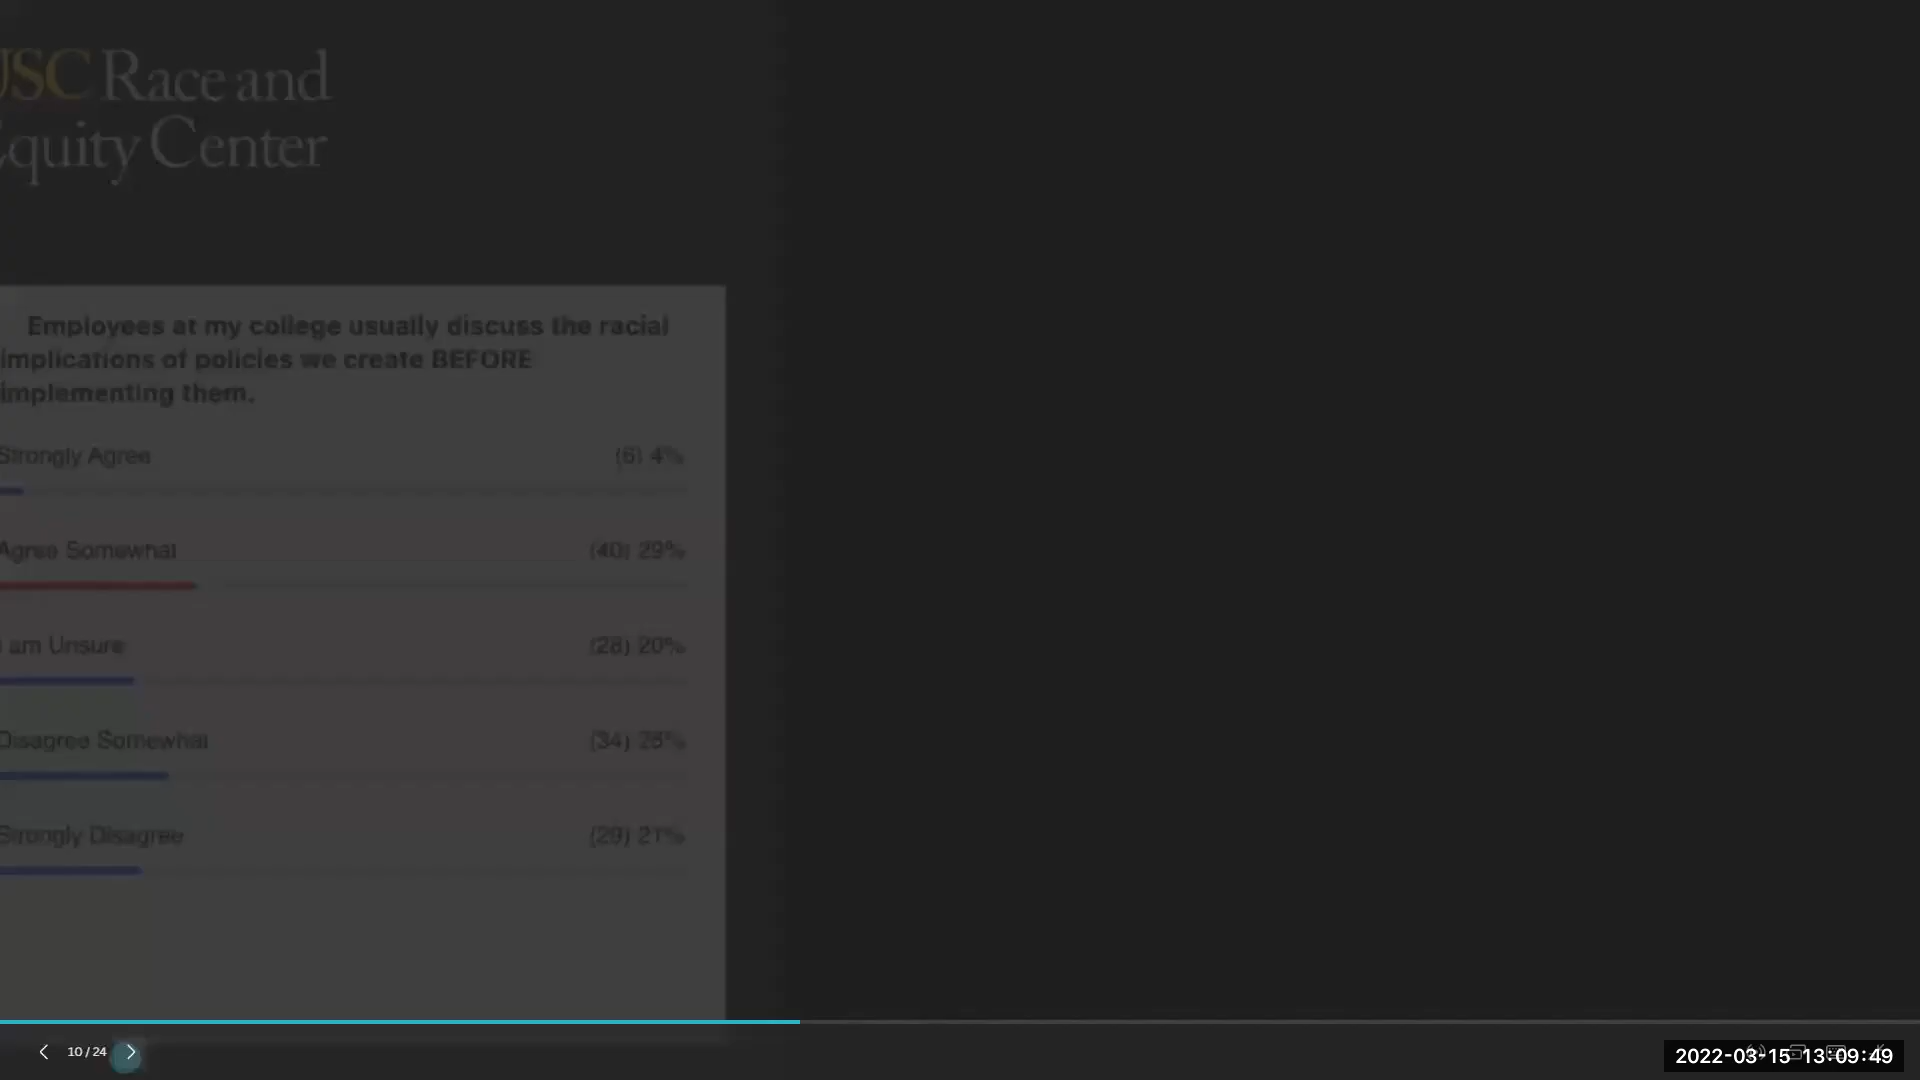 USC Race and
Equity Center
Employees at my college usually discuss the racial
implications of policies we create BEFORE
implementing them.
Strongly Agree (6) 4%
Agree Somewhat (40) 29%
I am Unsure (28) 20%
Disagree Somewhat (34) 25%
Strongly Disagree (29) 21%
10 / 24
2022-03-15 13:09:49